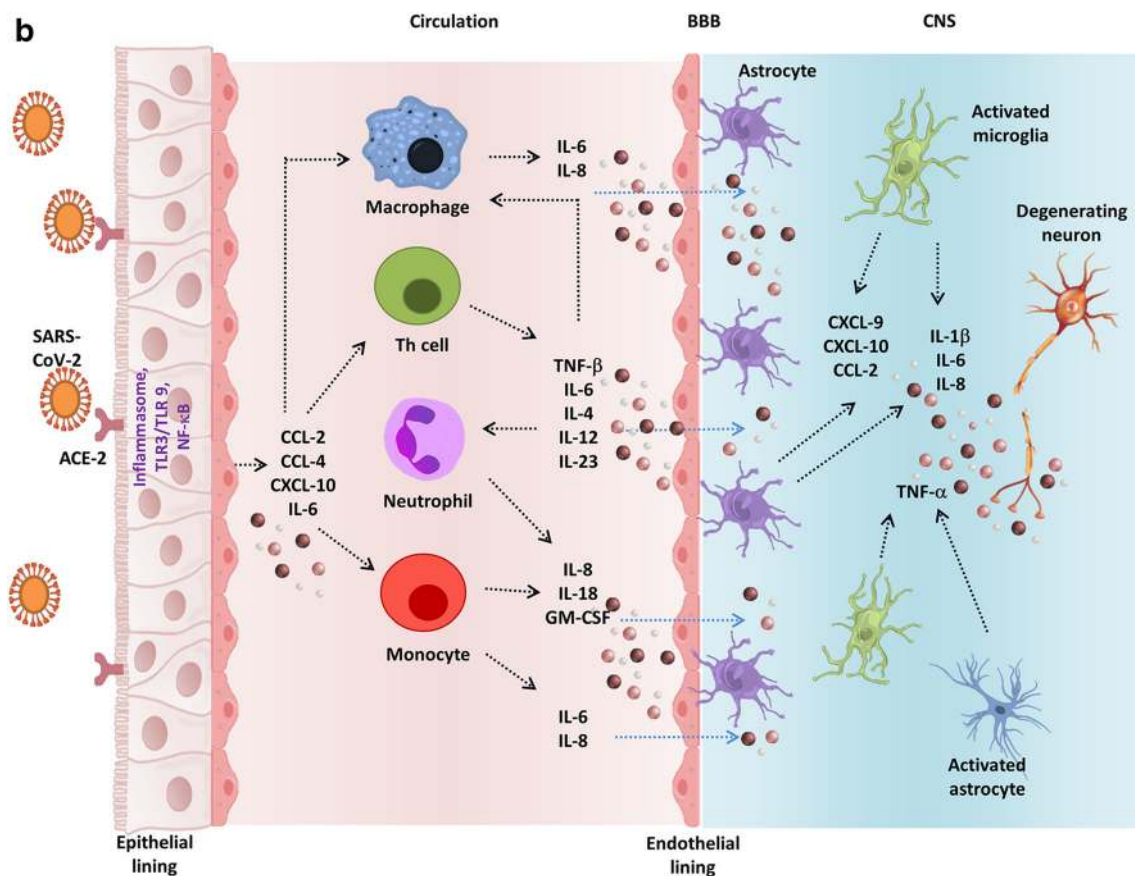 b
Circulation
BBB
CNS
Astrocyte
Activated
microglia
IL-6
IL-8
Macrophage
Degenerating
neuron
Th cell
SARS-
CoV-2
ACE-2
Inflammasome,
TLR3/TLR 9,
NF-κB
CCL-2
CCL-4
CXCL-10
IL-6
TNF-β
IL-6
IL-4
IL-12
IL-23
Neutrophil
CXCL-9
CXCL-10
CCL-2
IL-1β
IL-6
IL-8
TNF-α
IL-8
IL-18
GM-CSF
Monocyte
IL-6
IL-8
Activated
astrocyte
Epithelial
lining
Endothelial
lining